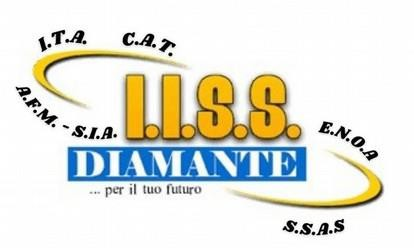 I.T.A. C.A.T.
A.F.M. - S.I.A.
I.I.S.S.
E.N.O.A
DIAMANTE
... per il tuo futuro
S.S.A.S